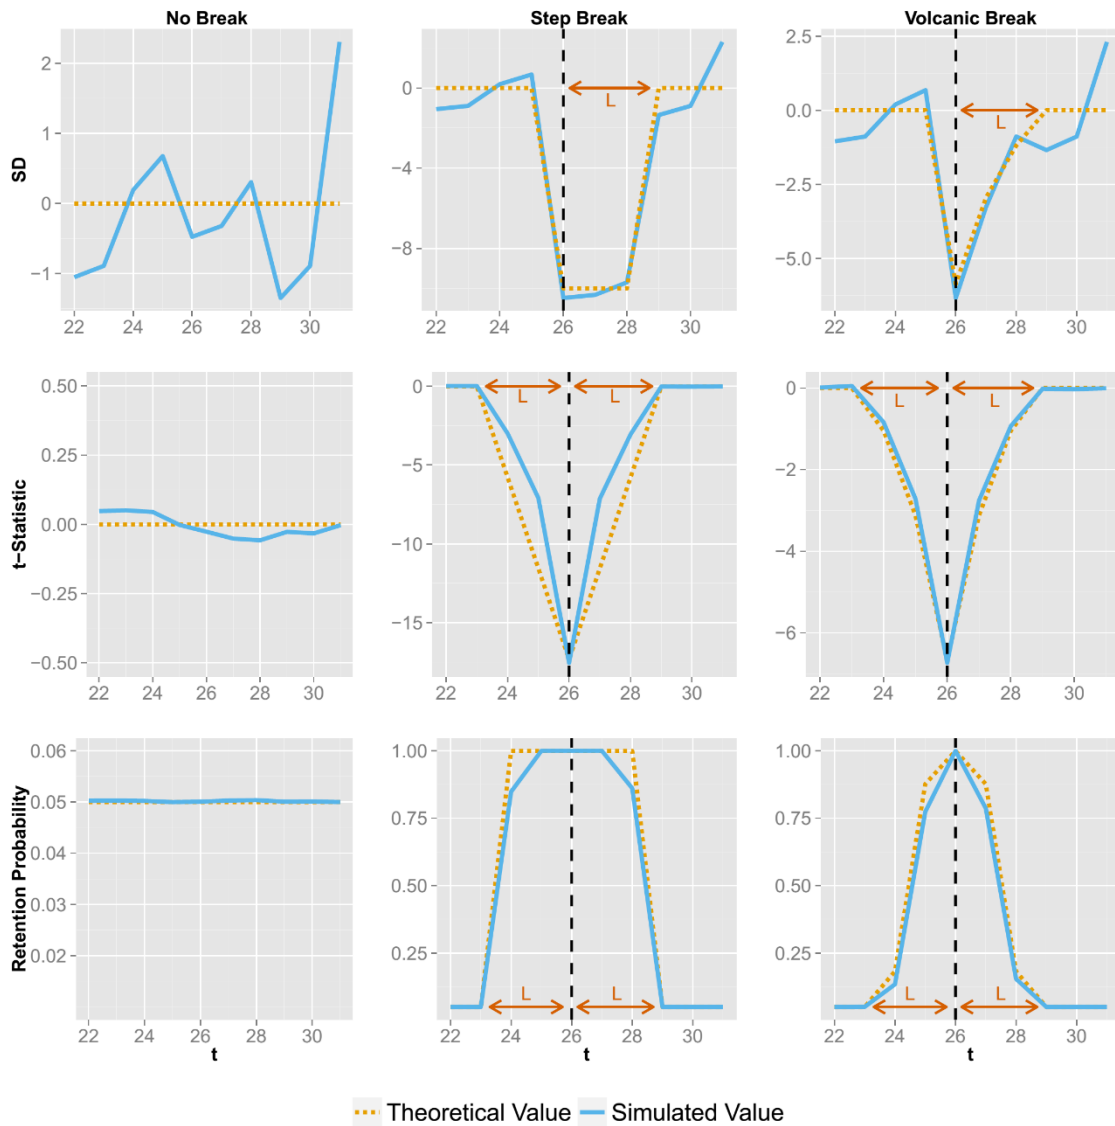 No Break Step Break Volcanic Break
SD
2
1
0
−1
22 24 26 28 30
0
−4
−8
L
22 24 26 28 30
2.5
0.0
−2.5
−5.0
L
22 24 26 28 30
t−Statistic
0.50
0.25
0.00
−0.25
−0.50
22 24 26 28 30
0
−5
−10
−15
L L
22 24 26 28 30
0
−2
−4
−6
L L
22 24 26 28 30
Retention Probability
0.06
0.05
0.04
0.03
0.02
22 24 26 28 30
t
1.00
0.75
0.50
0.25
L L
22 24 26 28 30
t
1.00
0.75
0.50
0.25
L L
22 24 26 28 30
t
Theoretical Value Simulated Value